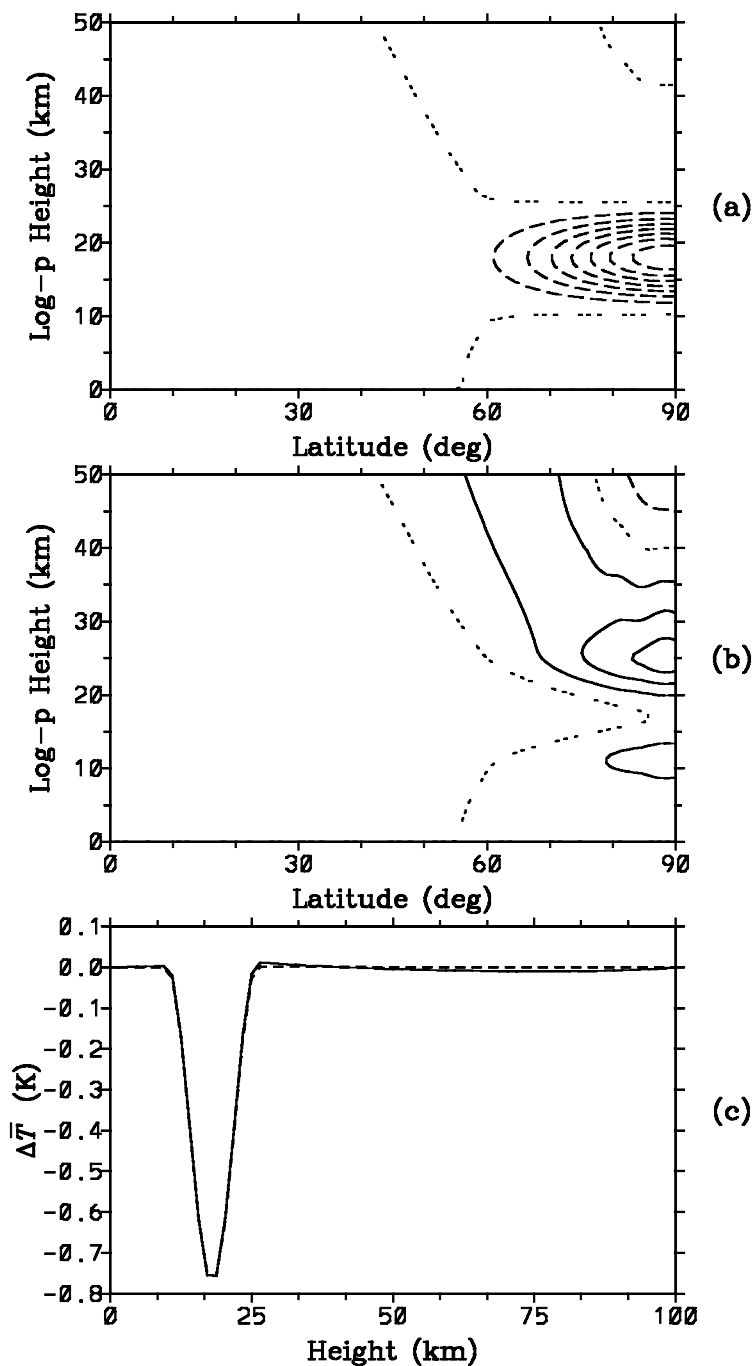 50
40
30
20
10
0
Log-p Height (km)
0 30 60 90
Latitude (deg)
(a)
50
40
30
20
10
0
Log-p Height (km)
0 30 60 90
Latitude (deg)
(b)
0.1
0.0
-0.1
-0.2
-0.3
-0.4
-0.5
-0.6
-0.7
-0.8
ΔT̿ (K)
0 25 50 75 100
Height (km)
(c)